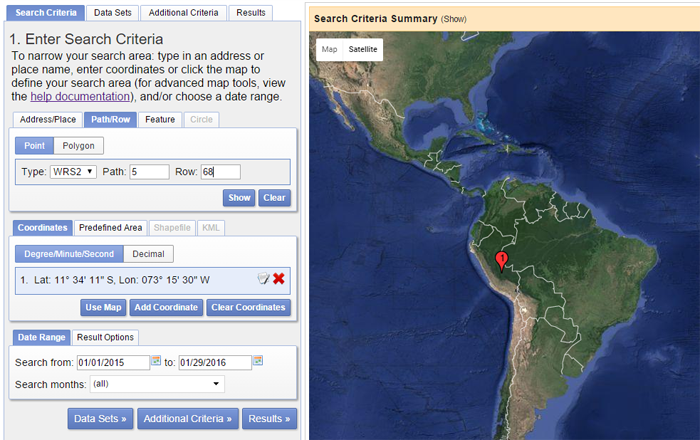 Search Criteria Data Sets Additional Criteria Results
1. Enter Search Criteria
To narrow your search area: type in an address or
place name, enter coordinates or click the map to
define your search area (for advanced map tools, view
the help documentation), and/or choose a date range.
Address/Place Path/Row Feature Circle
Point Polygon
Type: WRS2 Path: 5 Row: 68
Show Clear
Coordinates Predefined Area Shapefile KML
Degree/Minute/Second Decimal
1. Lat: 11° 34' 11" S, Lon: 073° 15' 30" W
Use Map Add Coordinate Clear Coordinates
Date Range Result Options
Search from: 01/01/2015 to: 01/29/2016
Search months: (all)
Data Sets » Additional Criteria » Results »
Search Criteria Summary (Show)
Map Satellite
1